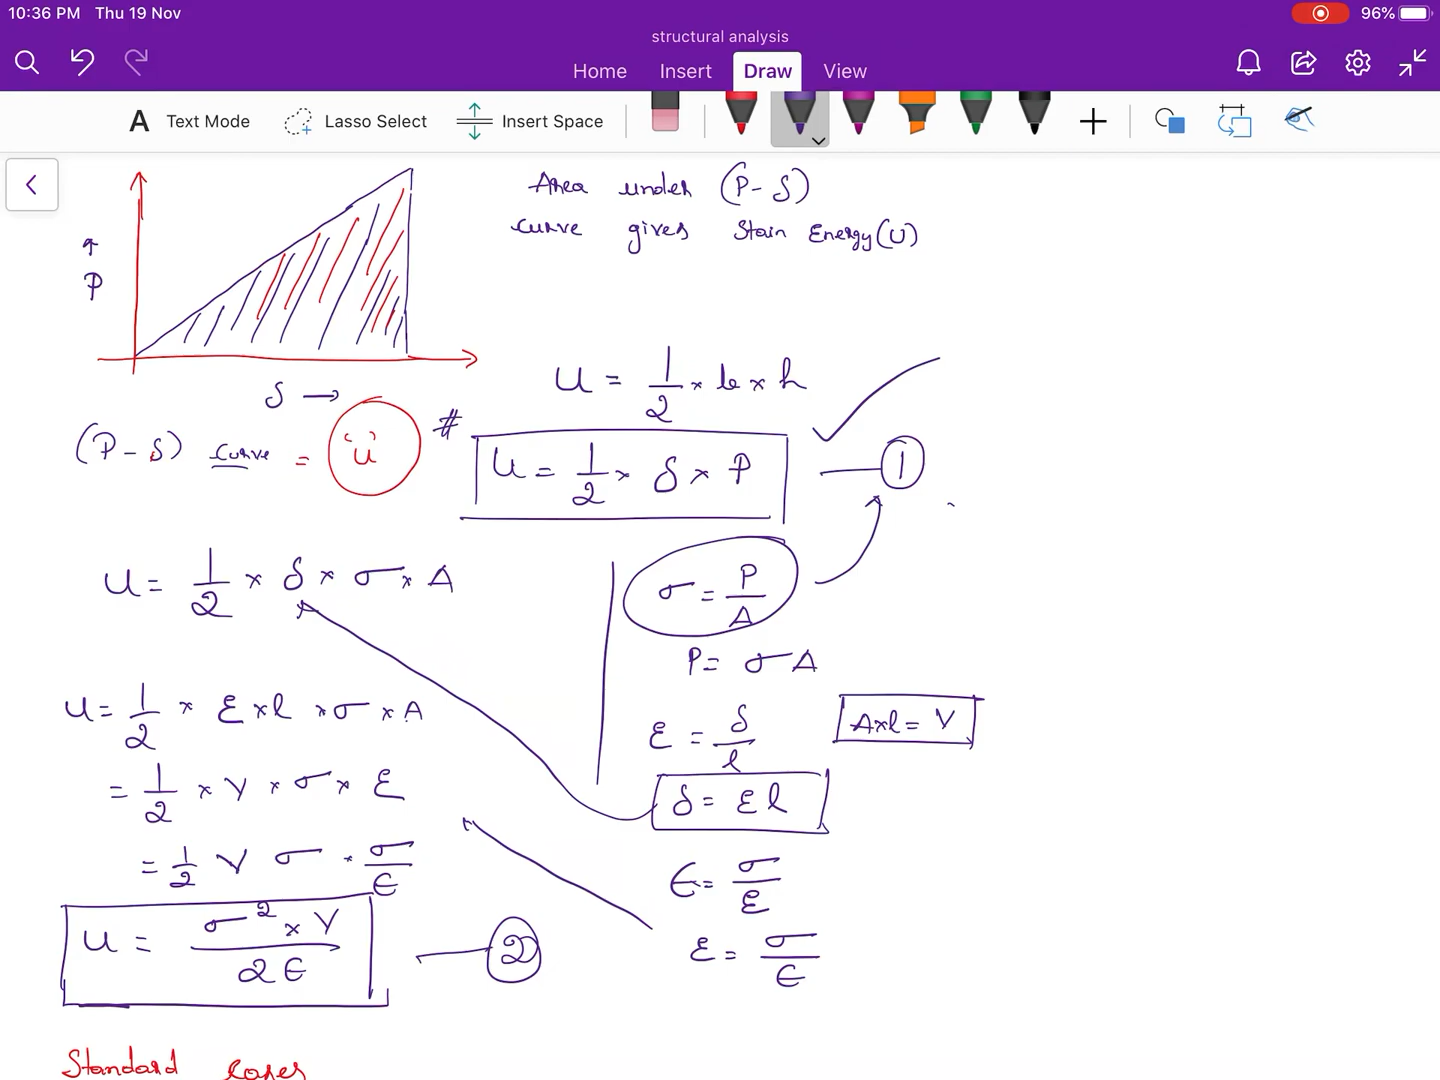 10:36 PM Thu 19 Nov
96%
structural analysis
Home Insert Draw View
A Text Mode Lasso Select Insert Space
Area under (P-δ)
curve gives Stain Energy(U)
↑
P
δ →
U = 1/2 × b × h
(P-δ) curve = "u"
#
U = 1/2 × δ × P — ①
U = 1/2 × δ × σ × A
σ = P/A
P = σ A
U = 1/2 × ε × l × σ × A
ε = δ/l
A×l = V
= 1/2 × V × σ × ε
δ = ε l
= 1/2 V σ · σ/E
E = σ/ε
U = σ² × V / 2E — ②
ε = σ/E
Standard cases